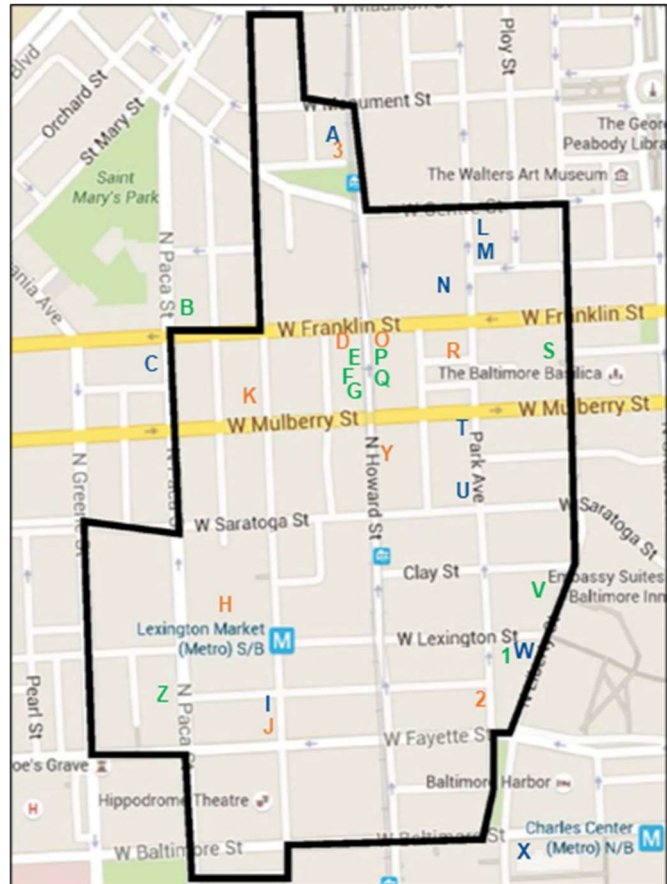 W Madison St
Blvd
Ploy St
Orchard St
W Monument St
St Mary St
A
3
The Geor
Peabody Libra
Saint
Mary's Park
The Walters Art Museum
W Centre St
L
M
N Paca St
N
ania Ave
B
W Franklin St
W Franklin St
C
D
O
E
P
R
S
F
Q
G
The Baltimore Basilica
K
W Mulberry St
W Mulberry St
T
Park Ave
Y
N Howard St
N Greene St
N Paca St
U
W Saratoga St
W Saratoga St
Clay St
V
Embassy Suites
Baltimore Inn
H
Lexington Market
(Metro) S/B
M
W Lexington St
W
1
Pearl St
Z
N Paca St
I
J
2
W Fayette St
oe's Grave
Baltimore Harbor
H
Hippodrome Theatre
W Baltimore St
W Baltimore St
Charles Center
(Metro) N/B
M
X